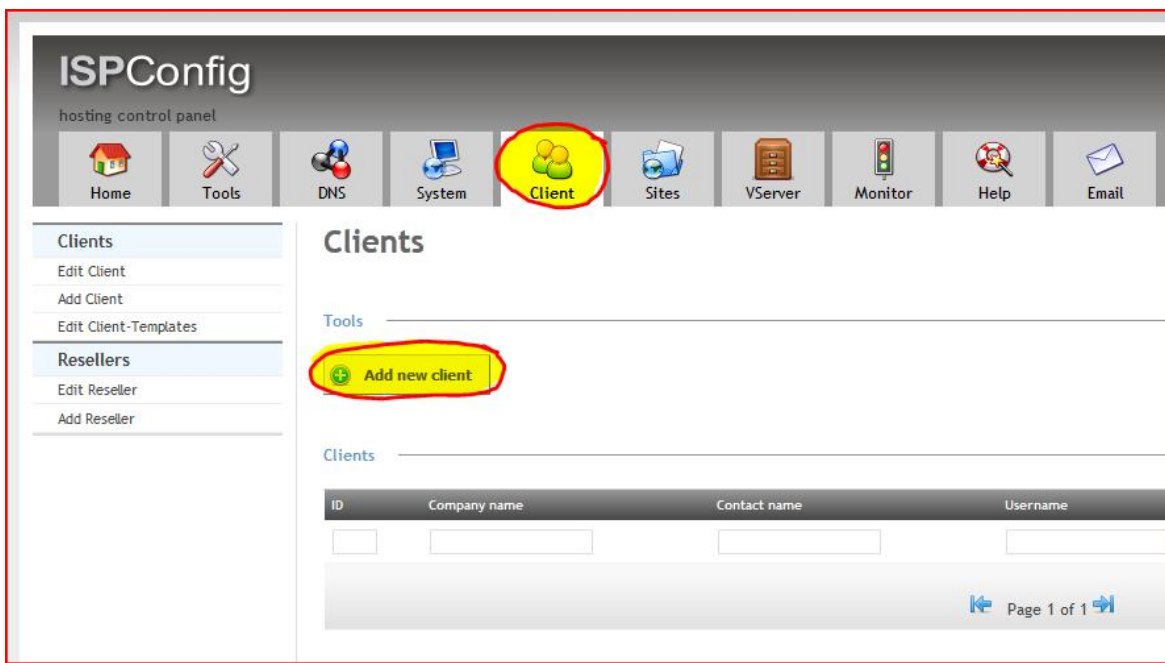 ISPConfig
hosting control panel
Home Tools DNS System Client Sites VServer Monitor Help Email
Clients
Edit Client
Add Client
Edit Client-Templates
Resellers
Edit Reseller
Add Reseller
Clients
Tools
Add new client
Clients
ID Company name Contact name Username
Page 1 of 1